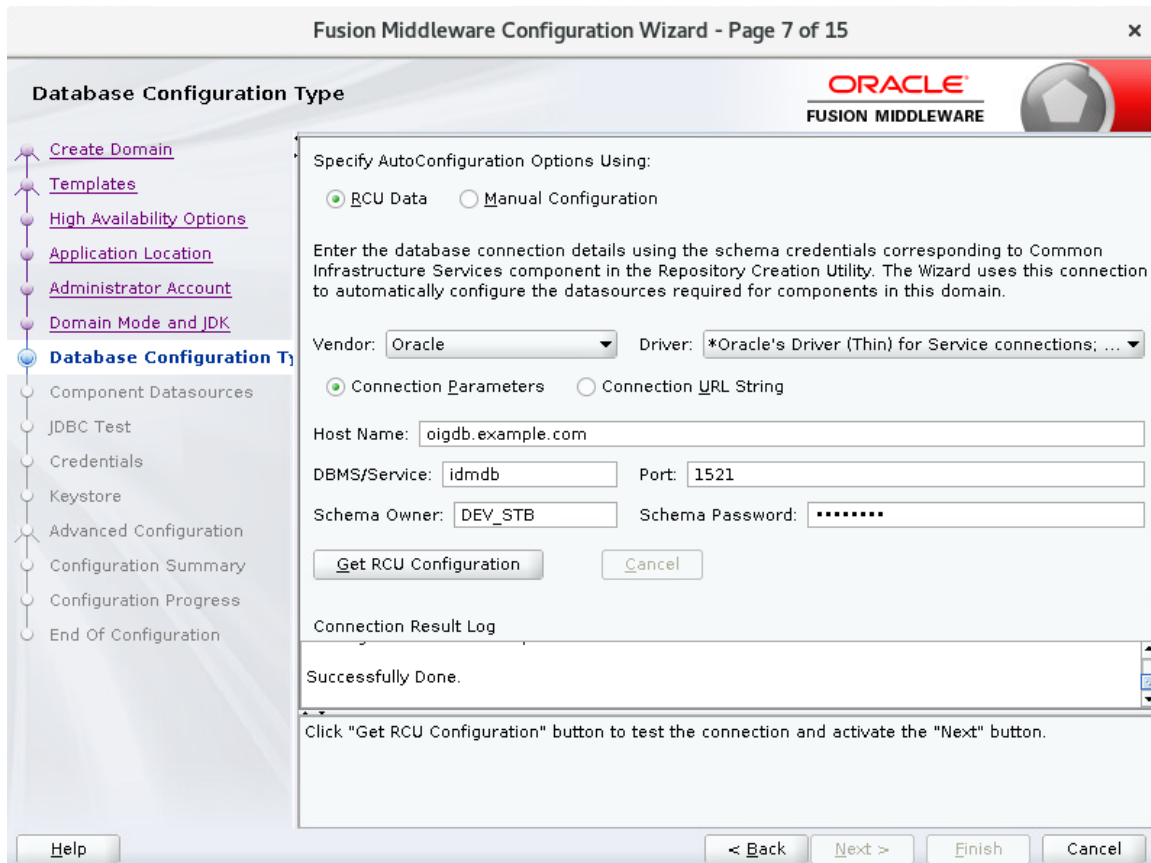 Fusion Middleware Configuration Wizard - Page 7 of 15
Database Configuration Type
ORACLE
FUSION MIDDLEWARE
Create Domain
Templates
High Availability Options
Application Location
Administrator Account
Domain Mode and JDK
Database Configuration Ty
Component Datasources
JDBC Test
Credentials
Keystore
Advanced Configuration
Configuration Summary
Configuration Progress
End Of Configuration
Specify AutoConfiguration Options Using:
RCU Data Manual Configuration
Enter the database connection details using the schema credentials corresponding to Common
Infrastructure Services component in the Repository Creation Utility. The Wizard uses this connection
to automatically configure the datasources required for components in this domain.
Vendor: Oracle Driver: *Oracle's Driver (Thin) for Service connections; ...
Connection Parameters Connection URL String
Host Name: oigdb.example.com
DBMS/Service: idmdb Port: 1521
Schema Owner: DEV_STB Schema Password: ••••••••
Get RCU Configuration Cancel
Connection Result Log
Successfully Done.
Click "Get RCU Configuration" button to test the connection and activate the "Next" button.
Help < Back Next > Finish Cancel